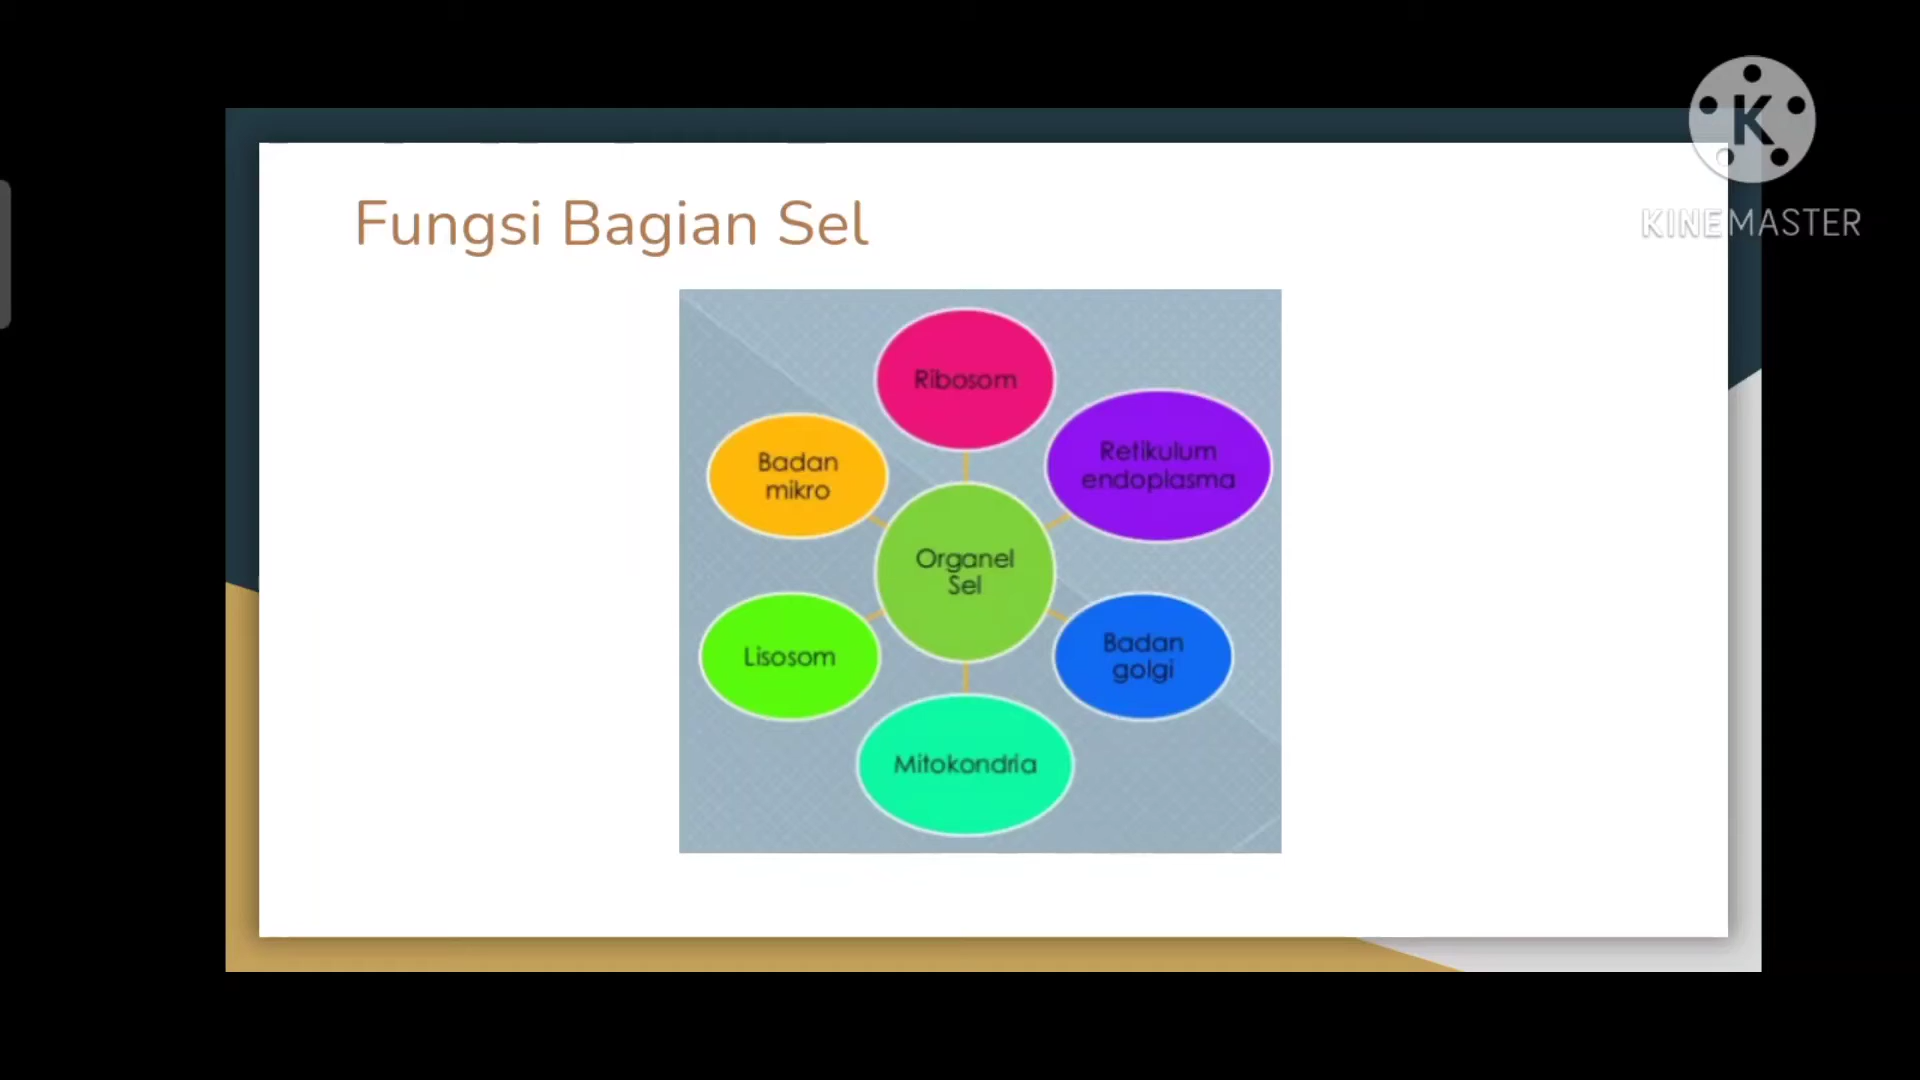 K
KINEMASTER
Fungsi Bagian Sel
Ribosom
Retikulum
endoplasma
Badan
mikro
Organel
Sel
Lisosom
Badan
golgi
Mitokondria